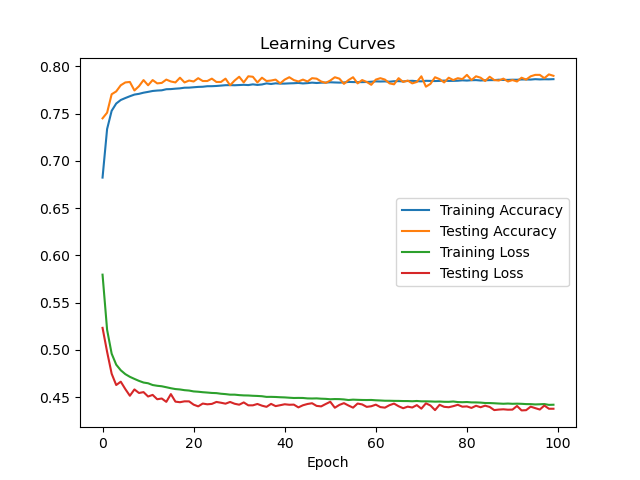 Learning Curves
0.80
0.75
0.70
0.65
0.60
0.55
0.50
0.45
Training Accuracy
Testing Accuracy
Training Loss
Testing Loss
0 20 40 60 80 100
Epoch